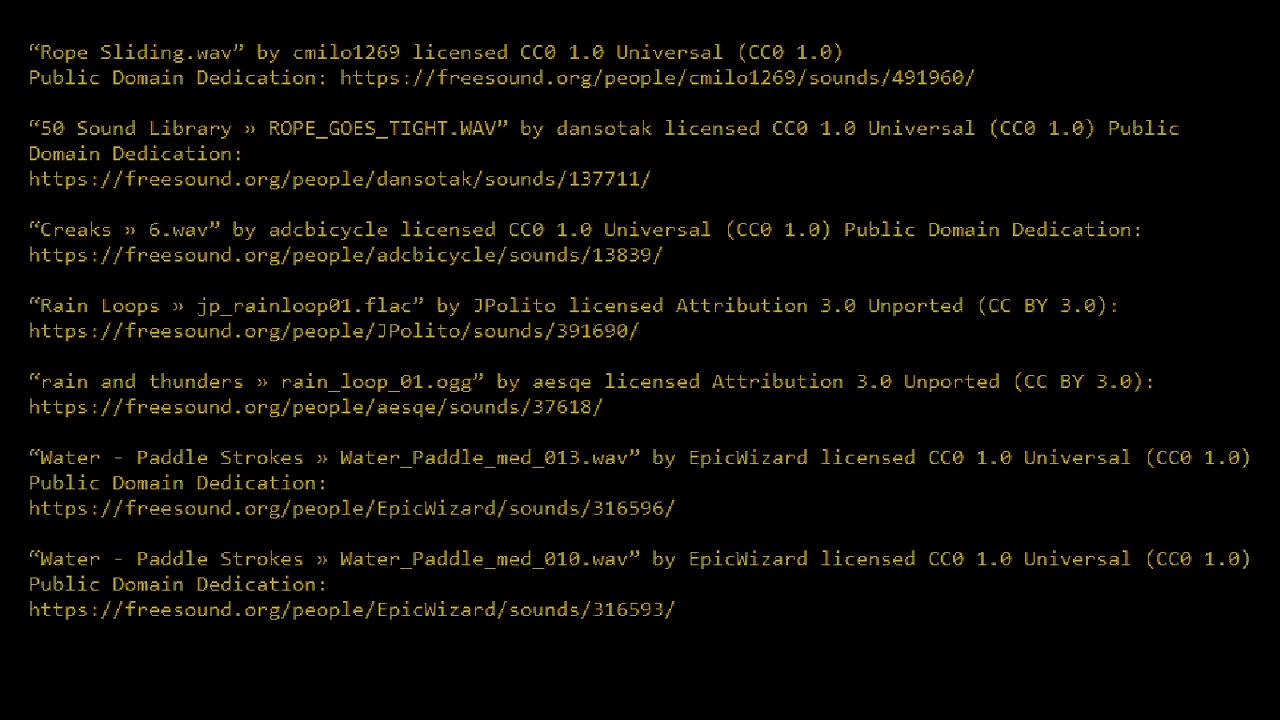 “Rope Sliding.wav” by cmilo1269 licensed CC0 1.0 Universal (CC0 1.0)
Public Domain Dedication: https://freesound.org/people/cmilo1269/sounds/491960/
“50 Sound Library » ROPE_GOES_TIGHT.WAV” by dansotak licensed CC0 1.0 Universal (CC0 1.0) Public
Domain Dedication:
https://freesound.org/people/dansotak/sounds/137711/
“Creaks » 6.wav” by adcbicycle licensed CC0 1.0 Universal (CC0 1.0) Public Domain Dedication:
https://freesound.org/people/adcbicycle/sounds/13839/
“Rain Loops » jp_rainloop01.flac” by JPolito licensed Attribution 3.0 Unported (CC BY 3.0):
https://freesound.org/people/JPolito/sounds/391690/
“rain and thunders » rain_loop_01.ogg” by aesqe licensed Attribution 3.0 Unported (CC BY 3.0):
https://freesound.org/people/aesqe/sounds/37618/
“Water - Paddle Strokes » Water_Paddle_med_013.wav” by EpicWizard licensed CC0 1.0 Universal (CC0 1.0)
Public Domain Dedication:
https://freesound.org/people/EpicWizard/sounds/316596/
“Water - Paddle Strokes » Water_Paddle_med_010.wav” by EpicWizard licensed CC0 1.0 Universal (CC0 1.0)
Public Domain Dedication:
https://freesound.org/people/EpicWizard/sounds/316593/